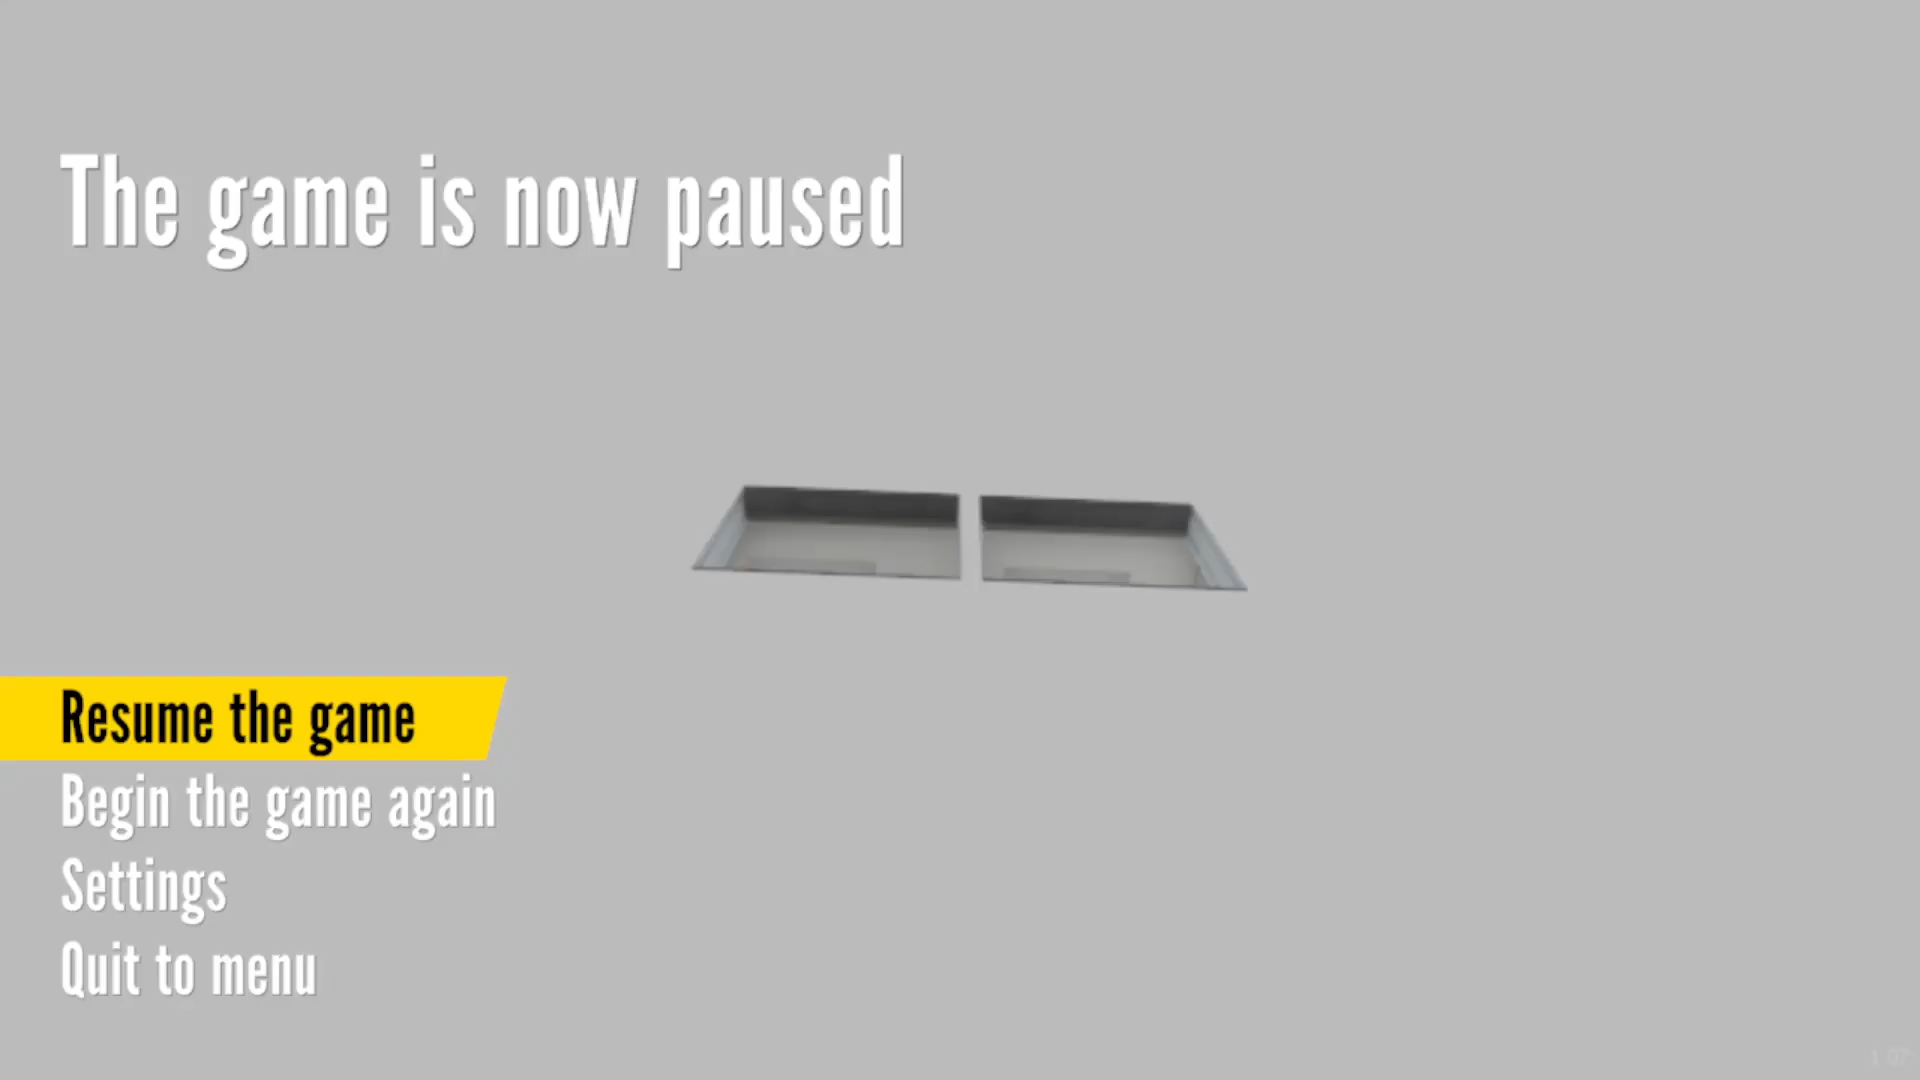 The game is now paused
Resume the game
Begin the game again
Settings
Quit to menu